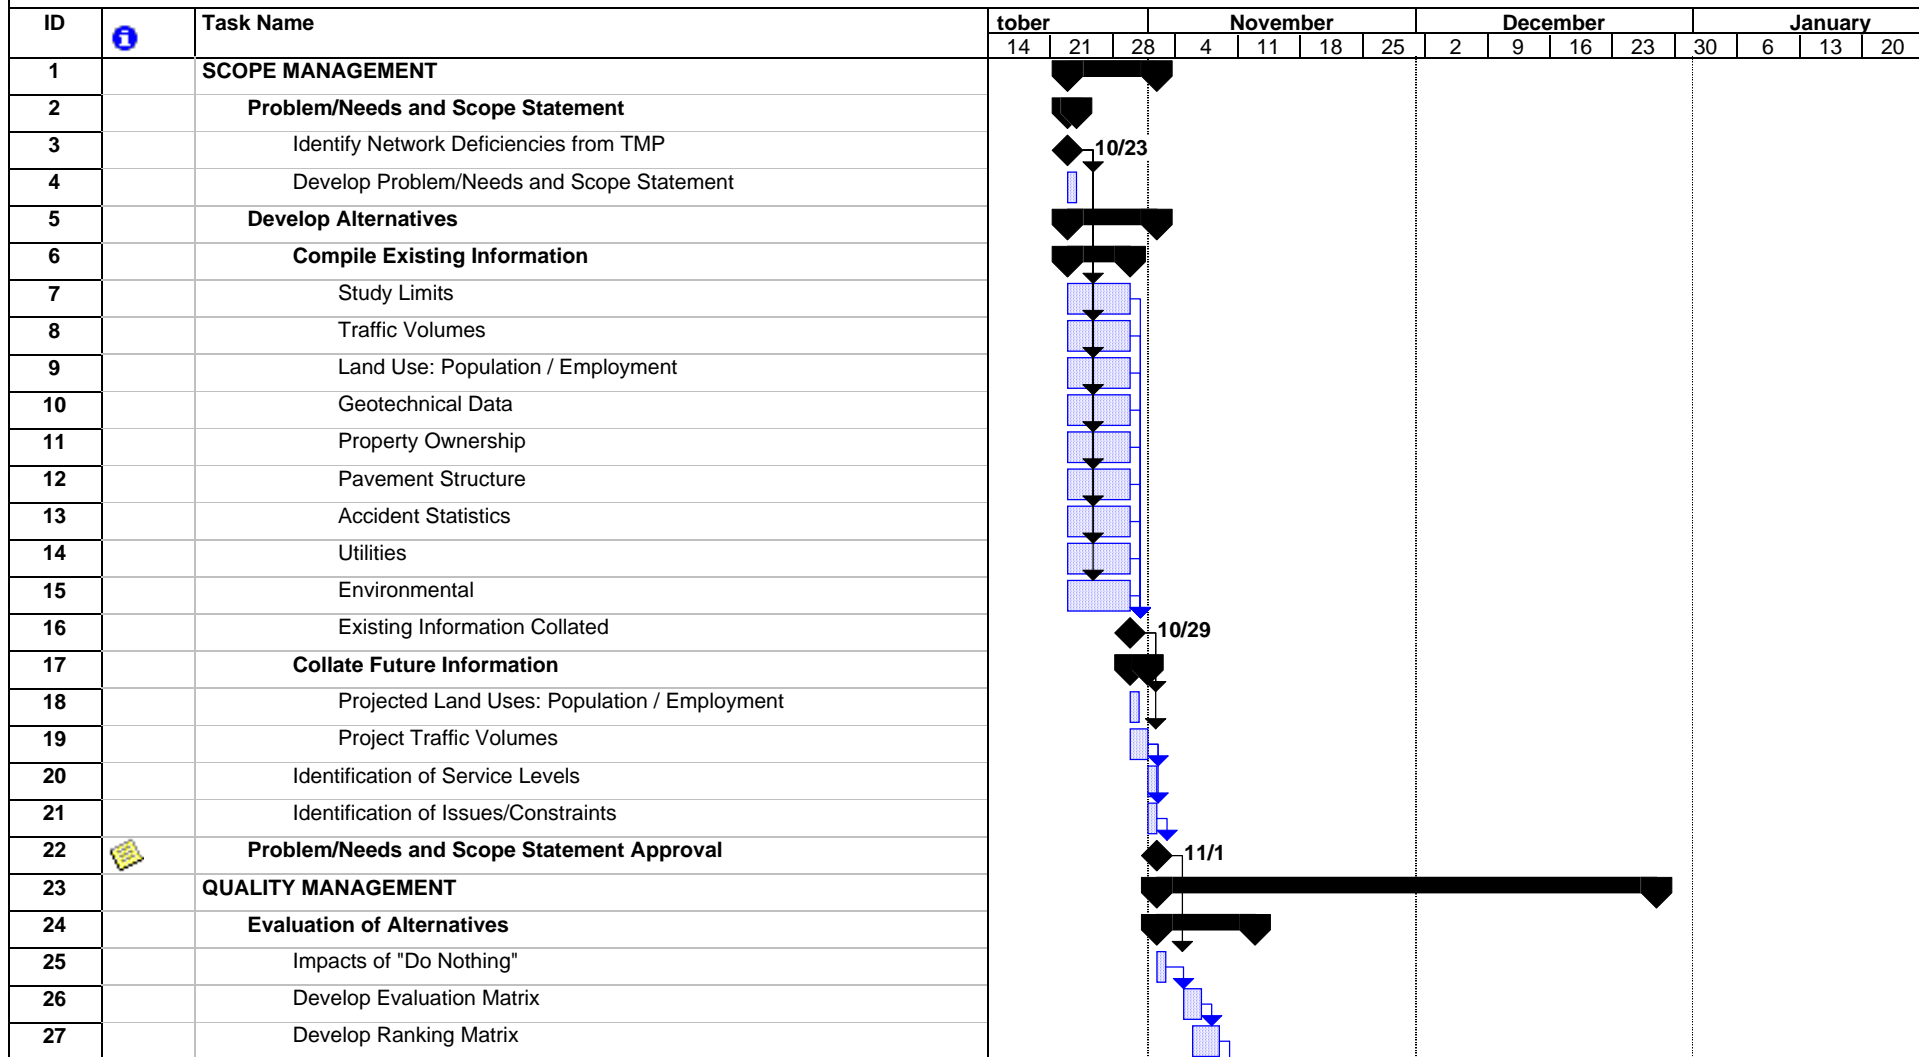 ID Task Name tober November December January
14 21 28 4 11 18 25 2 9 16 23 30 6 13 20
1 SCOPE MANAGEMENT
2 Problem/Needs and Scope Statement
3 Identify Network Deficiencies from TMP 10/23
4 Develop Problem/Needs and Scope Statement
5 Develop Alternatives
6 Compile Existing Information
7 Study Limits
8 Traffic Volumes
9 Land Use: Population / Employment
10 Geotechnical Data
11 Property Ownership
12 Pavement Structure
13 Accident Statistics
14 Utilities
15 Environmental
16 Existing Information Collated 10/29
17 Collate Future Information
18 Projected Land Uses: Population / Employment
19 Project Traffic Volumes
20 Identification of Service Levels
21 Identification of Issues/Constraints
22 Problem/Needs and Scope Statement Approval 11/1
23 QUALITY MANAGEMENT
24 Evaluation of Alternatives
25 Impacts of "Do Nothing"
26 Develop Evaluation Matrix
27 Develop Ranking Matrix